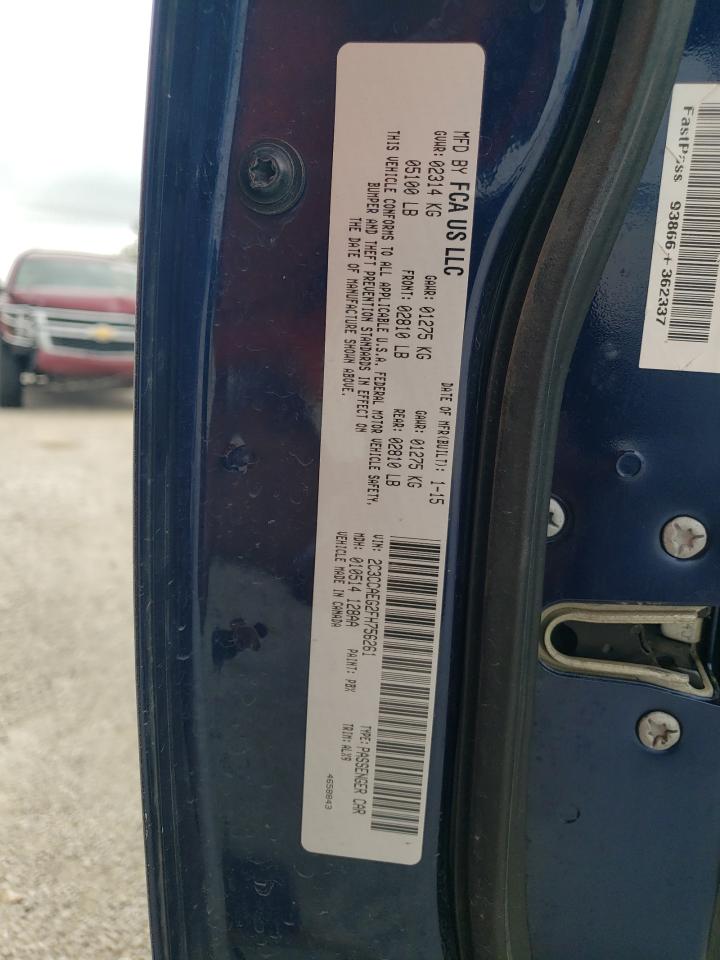 MFD BY FCA US LLC
DATE OF MFR(BUILT): 1-15
GVWR: 02314 KG
GAWR: 01275 KG
GAWR: 01275 KG
05100 LB
FRONT: 02810 LB
REAR: 02810 LB
THIS VEHICLE CONFORMS TO ALL APPLICABLE U.S.A. FEDERAL MOTOR VEHICLE SAFETY,
BUMPER AND THEFT PREVENTION STANDARDS IN EFFECT ON
THE DATE OF MANUFACTURE SHOWN ABOVE.
VIN: 2C3CCAEG2FH756261
TYPE: PASSENGER CAR
MDH: 010514 128AA
PAINT: PBX
TRIM: ALX9
VEHICLE MADE IN CANADA
4658843
FastPass 93866+362337